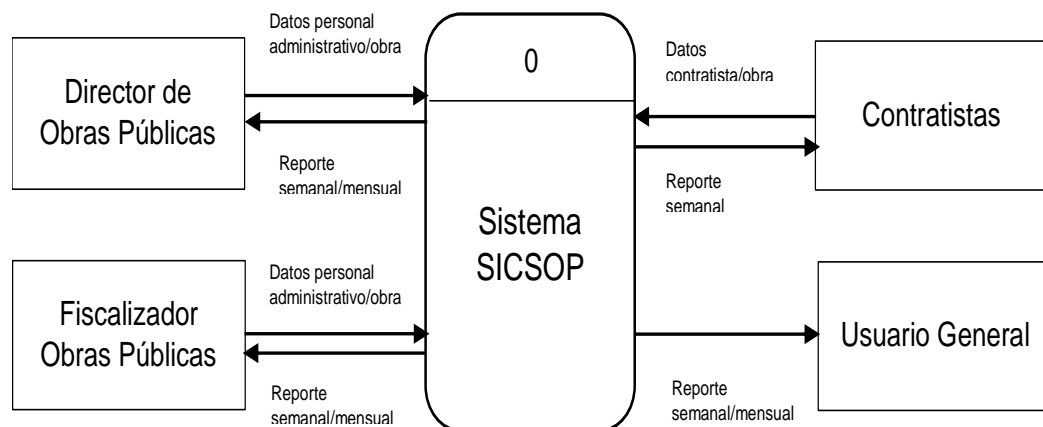 Datos personal
administrativo/obra
Director de
Obras Públicas
Reporte
semanal/mensual
0
Sistema
SICSOP
Datos
contratista/obra
Contratistas
Reporte
semanal
Datos personal
administrativo/obra
Fiscalizador
Obras Públicas
Reporte
semanal/mensual
Usuario General
Reporte
semanal/mensual